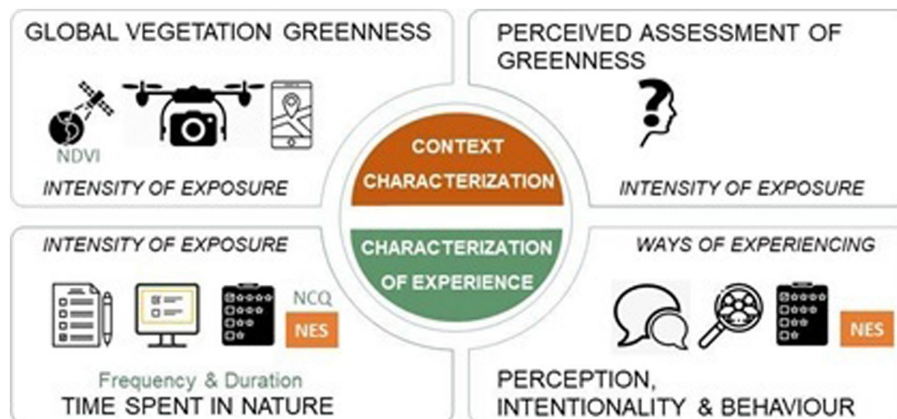 GLOBAL VEGETATION GREENNESS
NDVI
INTENSITY OF EXPOSURE
PERCEIVED ASSESSMENT OF
GREENNESS
?
INTENSITY OF EXPOSURE
CONTEXT
CHARACTERIZATION
CHARACTERIZATION
OF EXPERIENCE
INTENSITY OF EXPOSURE
NCQ
NES
Frequency & Duration
TIME SPENT IN NATURE
WAYS OF EXPERIENCING
NES
PERCEPTION,
INTENTIONALITY & BEHAVIOUR